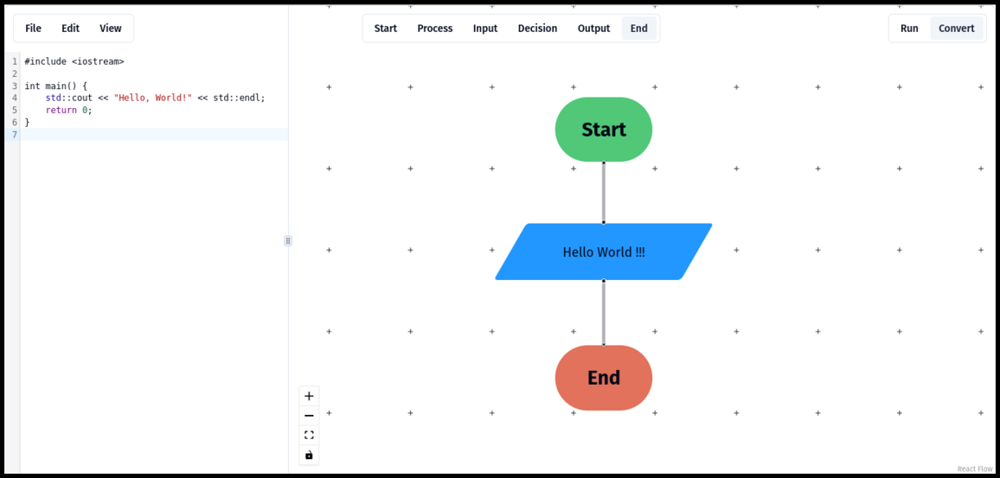 File Edit View
Start Process Input Decision Output End
Run Convert
1 #include <iostream>
2
3 int main() {
4 std::cout << "Hello, World!" << std::endl;
5 return 0;
6 }
7
Start
Hello World !!!
End
React Flow